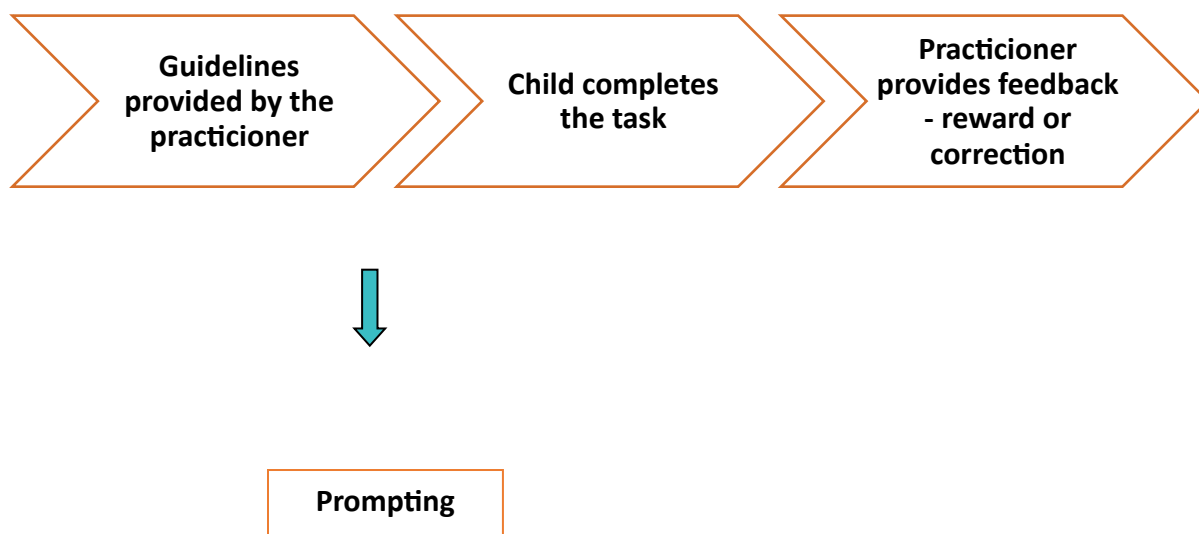 Guidelines
provided by the
practicioner
Child completes
the task
Practicioner
provides feedback
- reward or
correction
Prompting